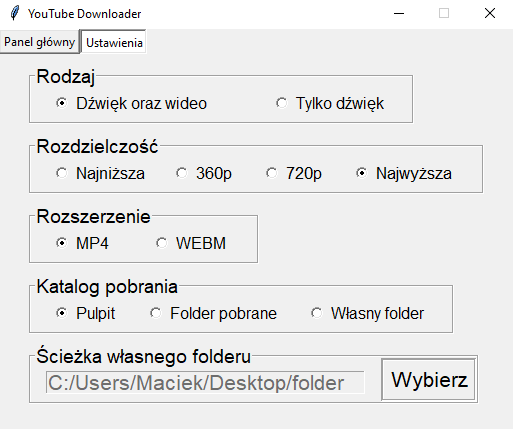 YouTube Downloader
Panel główny Ustawienia
Rodzaj
Dźwięk oraz wideo Tylko dźwięk
Rozdzielczość
Najniższa 360p 720p Najwyższa
Rozszerzenie
MP4 WEBM
Katalog pobrania
Pulpit Folder pobrane Własny folder
Ścieżka własnego folderu
C:/Users/Maciek/Desktop/folder Wybierz